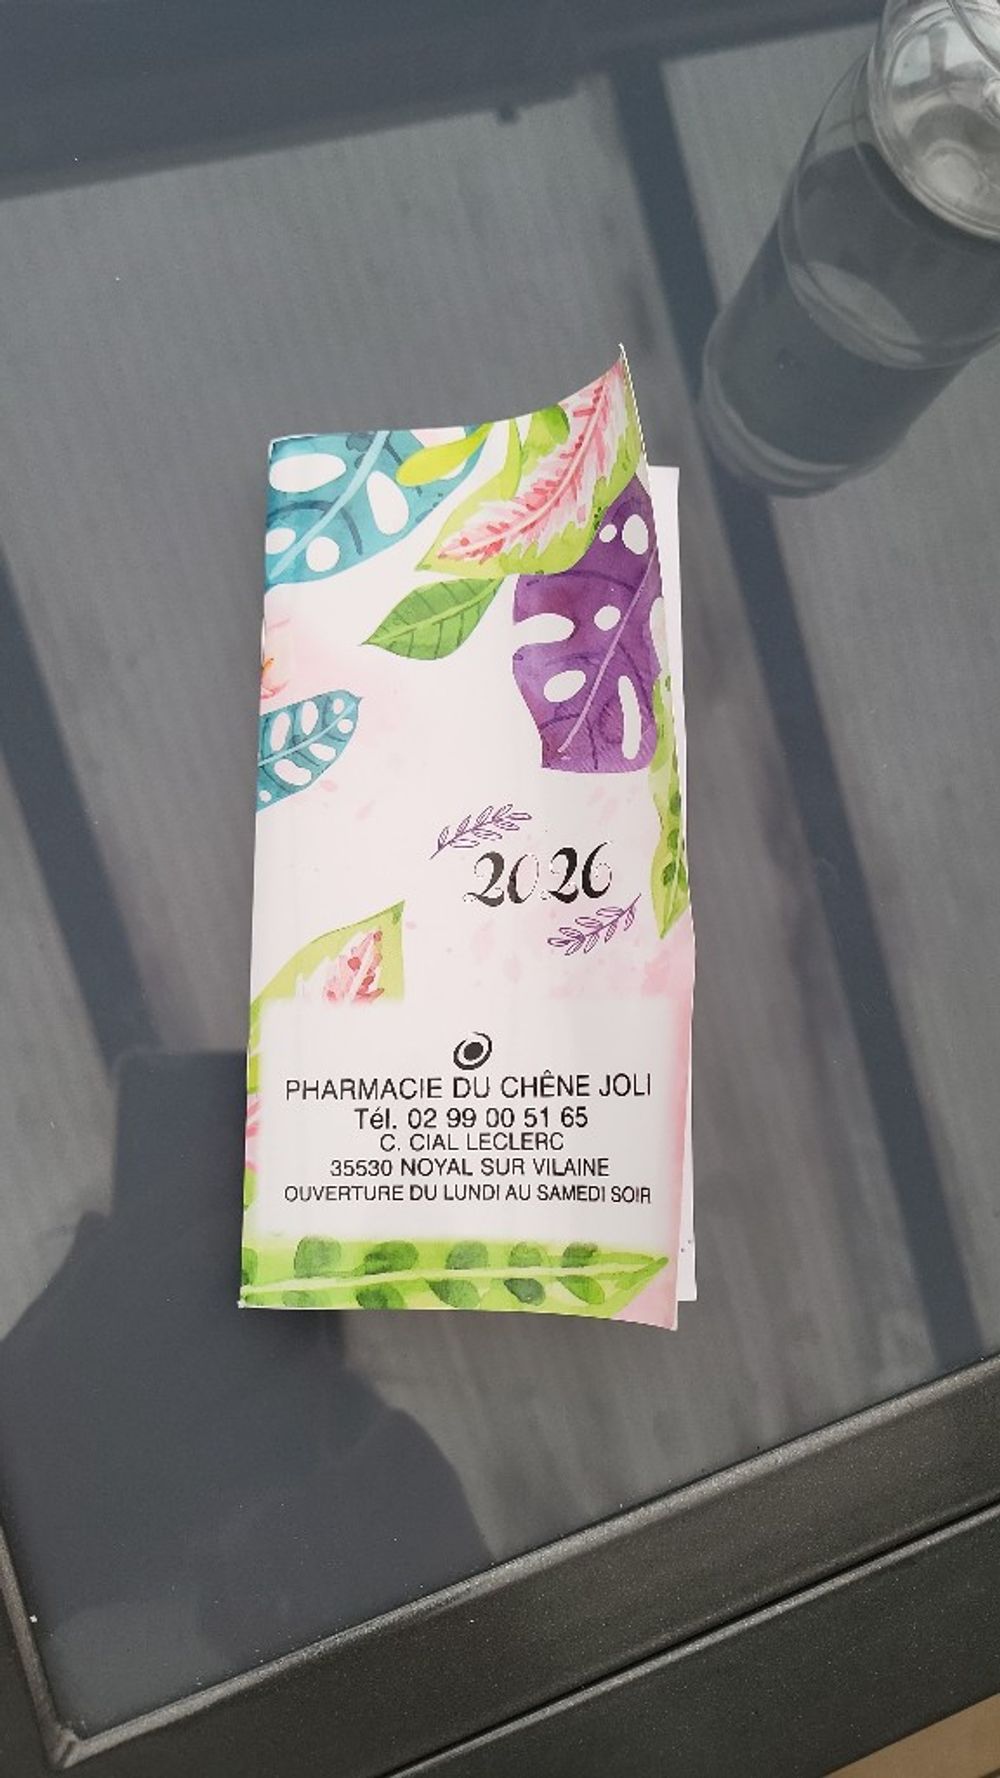 2026
PHARMACIE DU CHÊNE JOLI
Tél. 02 99 00 51 65
C. CIAL LECLERC
35530 NOYAL SUR VILAINE
OUVERTURE DU LUNDI AU SAMEDI SOIR